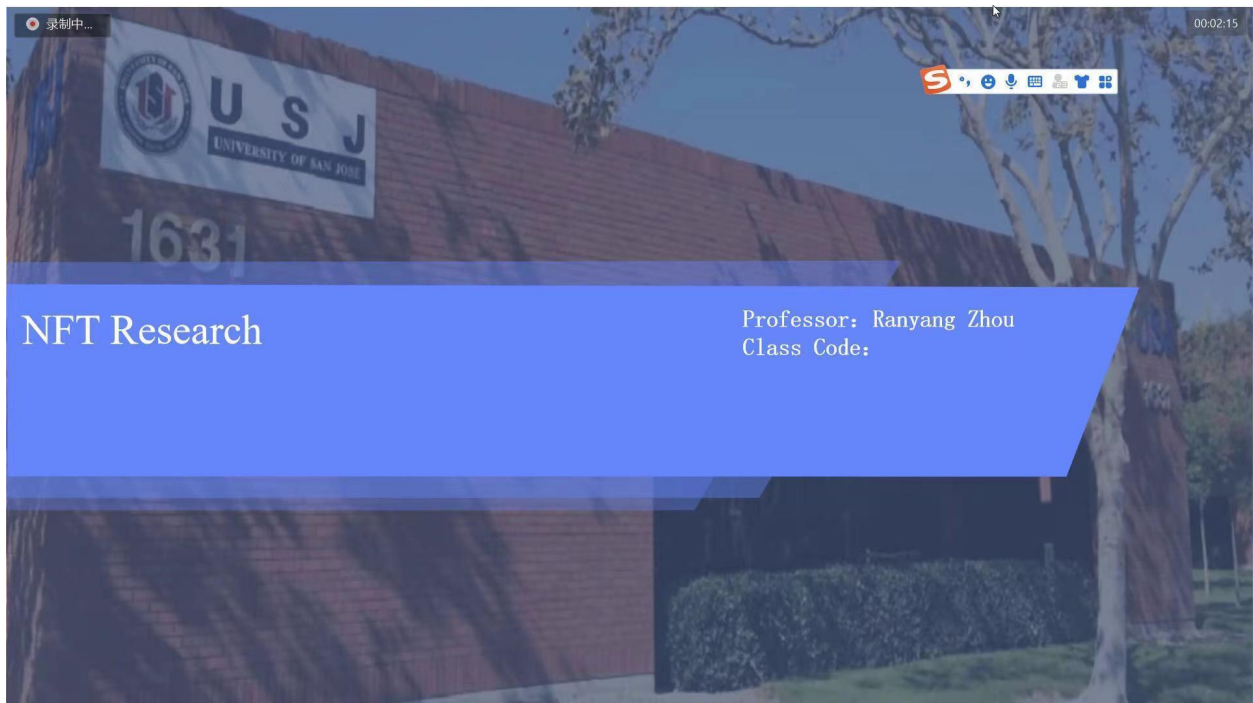 录制中...
00:02:15
U S J
UNIVERSITY OF SAN JOSE
1631
NFT Research
Professor: Ranyang Zhou
Class Code: